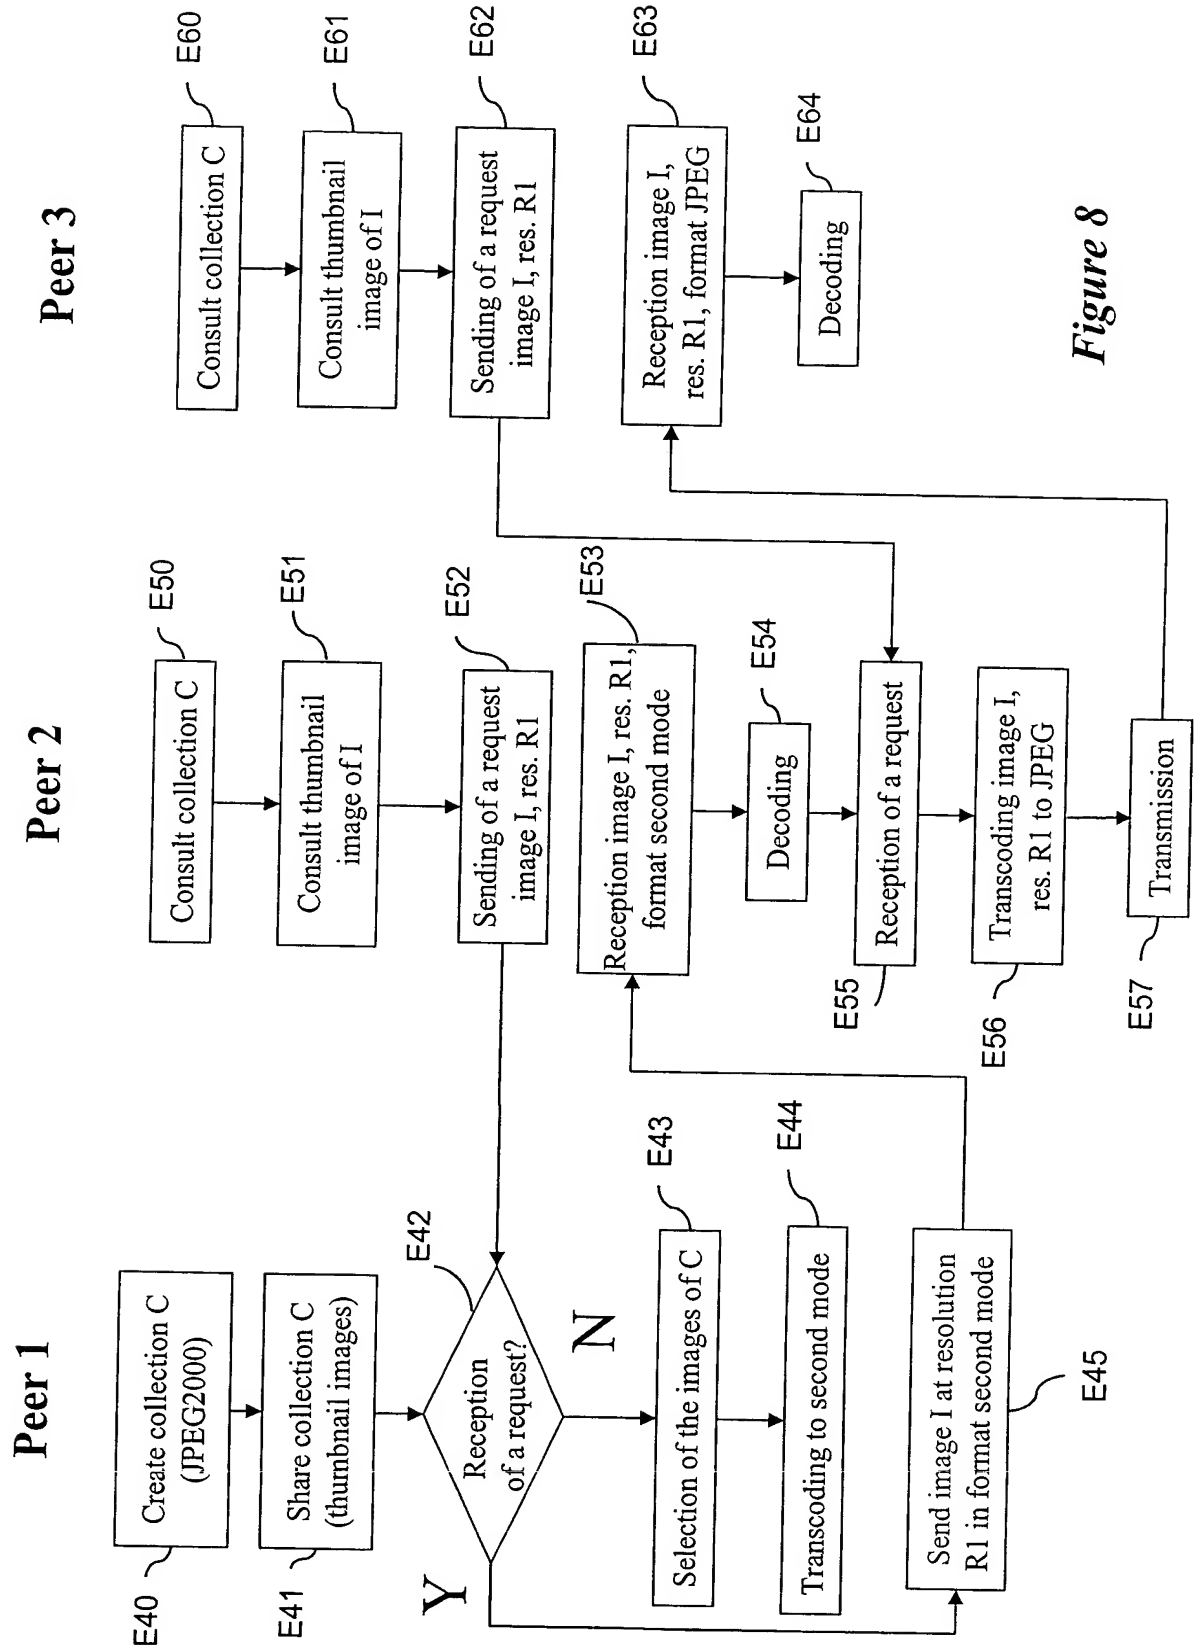 Peer 1
Create collection C
(JPEG2000)
E40
Share collection C
(thumbnail images)
E41
Reception
of a request?
E42
Y
N
Selection of the images of C
E43
Transcoding to second mode
E44
Send image I at resolution
R1 in format second mode
E45
Peer 2
Consult collection C
E50
Consult thumbnail
image of I
E51
Sending of a request
image I, res. R1
E52
Reception image I, res. R1,
format second mode
E53
Decoding
E54
Reception of a request
E55
Transcoding image I,
res. R1 to JPEG
E56
Transmission
E57
Peer 3
Consult collection C
E60
Consult thumbnail
image of I
E61
Sending of a request
image I, res. R1
E62
Reception image I,
res. R1, format JPEG
E63
Decoding
E64
Figure 8